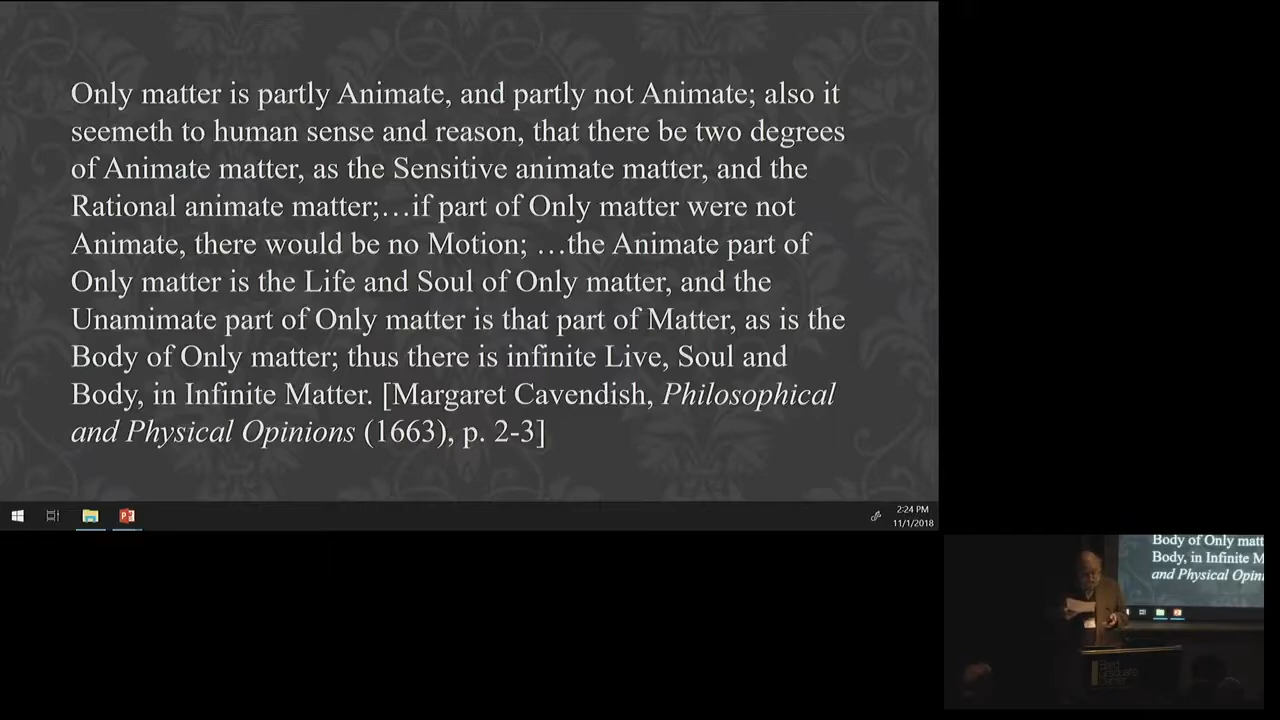 Only matter is partly Animate, and partly not Animate; also it
seemeth to human sense and reason, that there be two degrees
of Animate matter, as the Sensitive animate matter, and the
Rational animate matter;…if part of Only matter were not
Animate, there would be no Motion; …the Animate part of
Only matter is the Life and Soul of Only matter, and the
Unamimate part of Only matter is that part of Matter, as is the
Body of Only matter; thus there is infinite Live, Soul and
Body, in Infinite Matter. [Margaret Cavendish, Philosophical
and Physical Opinions (1663), p. 2-3]
2:24 PM
11/1/2018
Body of Only matt
Body, in Infinite M
and Physical Opin
Bard
Graduate
Center